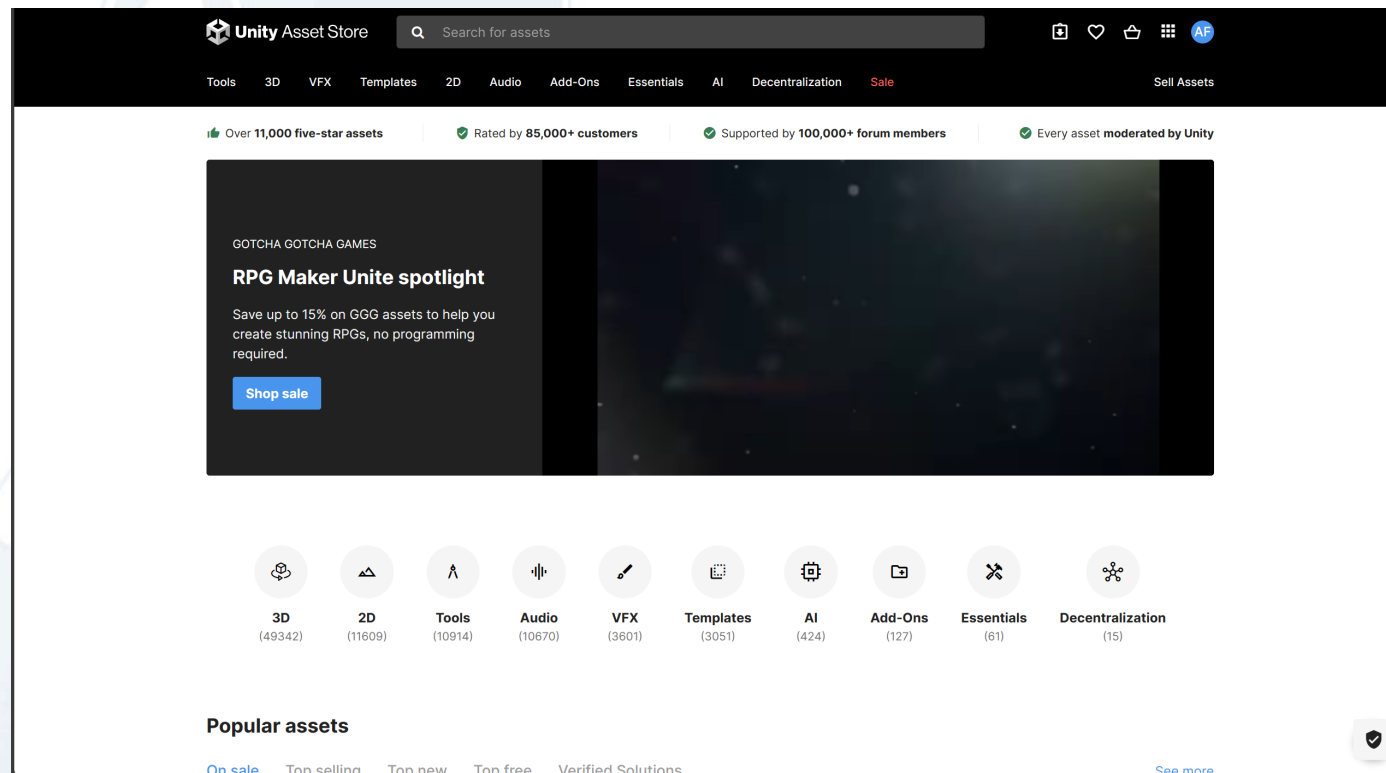 Unity Asset Store
Search for assets
AF
Tools 3D VFX Templates 2D Audio Add-Ons Essentials AI Decentralization Sale Sell Assets
Over 11,000 five-star assets Rated by 85,000+ customers Supported by 100,000+ forum members Every asset moderated by Unity
GOTCHA GOTCHA GAMES
RPG Maker Unite spotlight
Save up to 15% on GGG assets to help you
create stunning RPGs, no programming
required.
Shop sale
3D 2D Tools Audio VFX Templates AI Add-Ons Essentials Decentralization
(49342) (11609) (10914) (10670) (3601) (3051) (424) (127) (61) (15)
Popular assets
On sale Top selling Top new Top free Verified Solutions See more